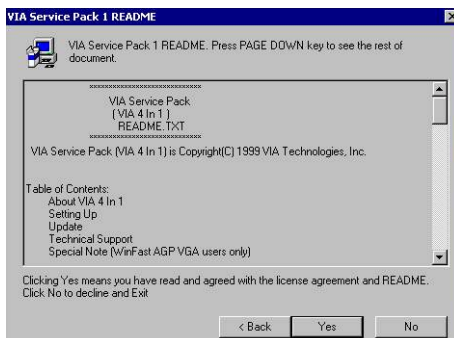 VIA Service Pack 1 README
VIA Service Pack 1 README. Press PAGE DOWN key to see the rest of
document.
xxxxxxxxxxxxxxxxxxxxxxxxxx
VIA Service Pack
( VIA 4 In 1 )
README.TXT
xxxxxxxxxxxxxxxxxxxxxxxxxx
VIA Service Pack (VIA 4 In 1) is Copyright(C) 1999 VIA Technologies, Inc.
Table of Contents:
About VIA 4 In 1
Setting Up
Update
Technical Support
Special Note (WinFast AGP VGA users only)
Clicking Yes means you have read and agreed with the license agreement and README.
Click No to decline and Exit
< Back
Yes
No